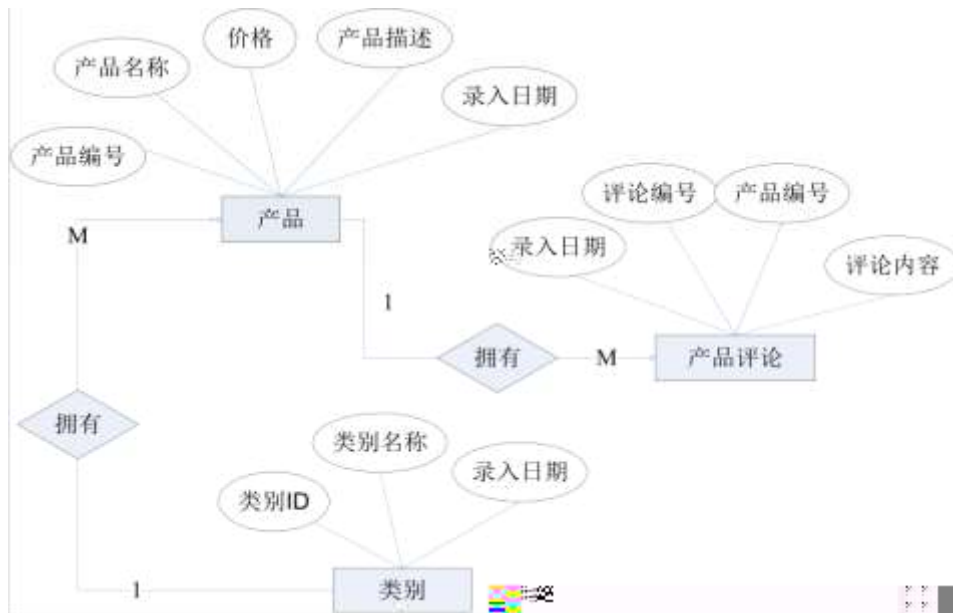 价格
产品描述
产品名称
录入日期
产品编号
评论编号
产品编号
产品
M
录入日期
评论内容
1
拥有
M
产品评论
拥有
类别名称
录入日期
类别ID
1
类别